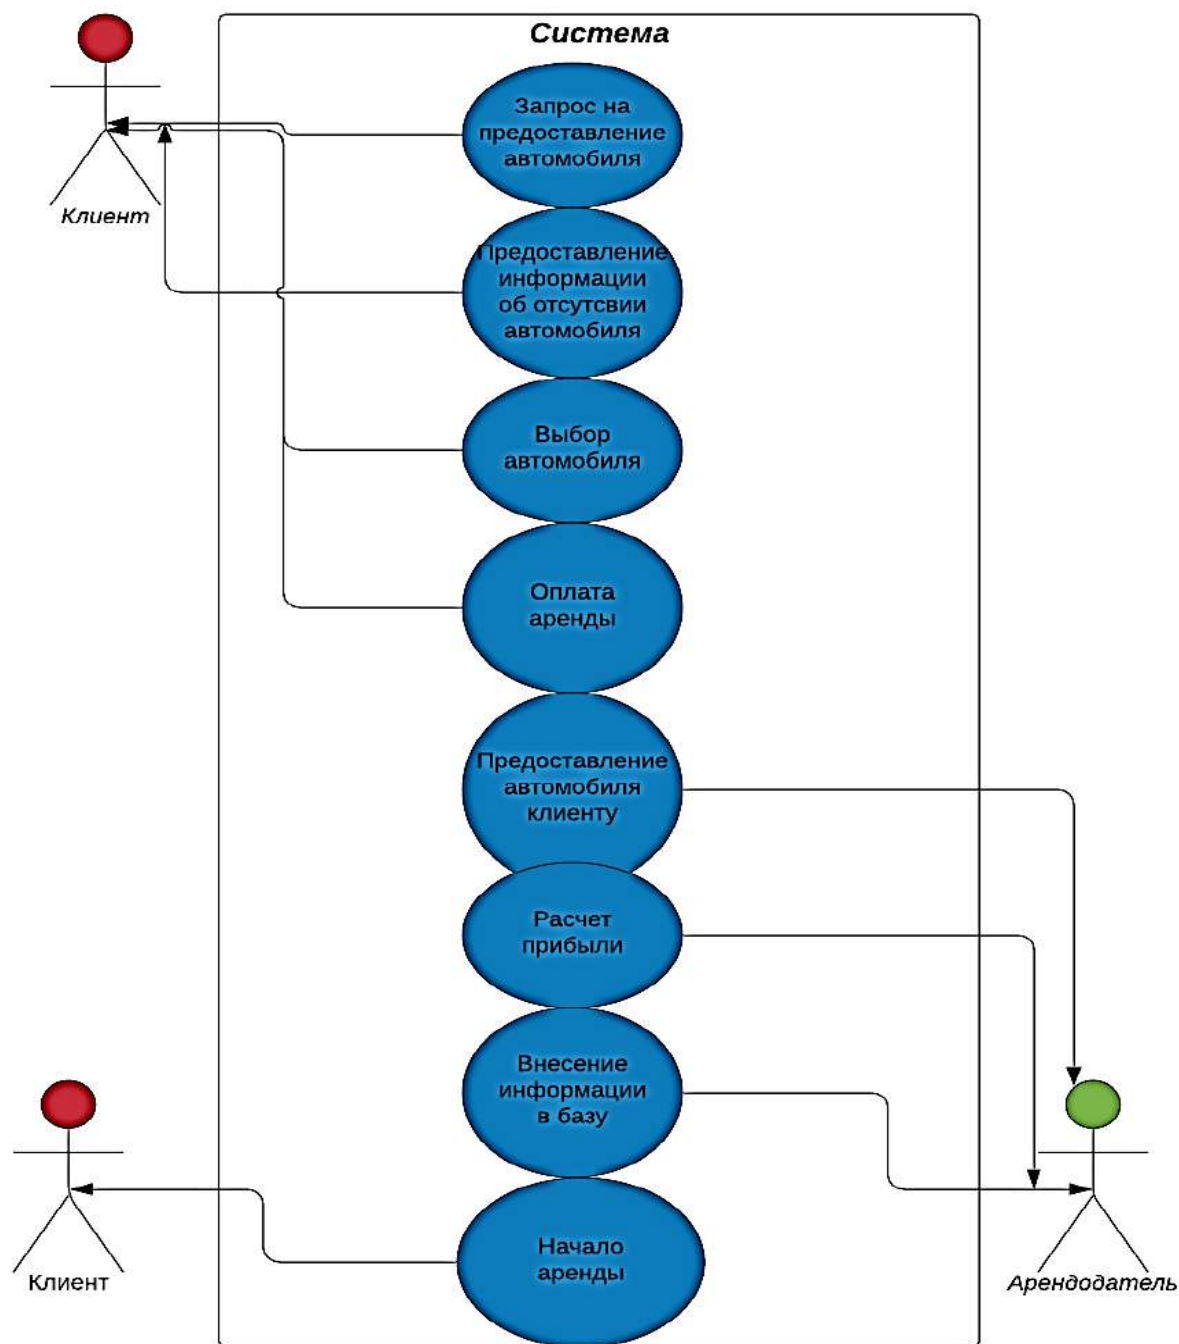 Система
Запрос на
предоставление
автомобиля
Клиент
Предоставление
информации
об отсутсвии
автомобиля
Выбор
автомобиля
Оплата
аренды
Предоставление
автомобиля
клиенту
Расчет
прибыли
Внесение
информации
в базу
Начало
аренды
Клиент
Арендодатель